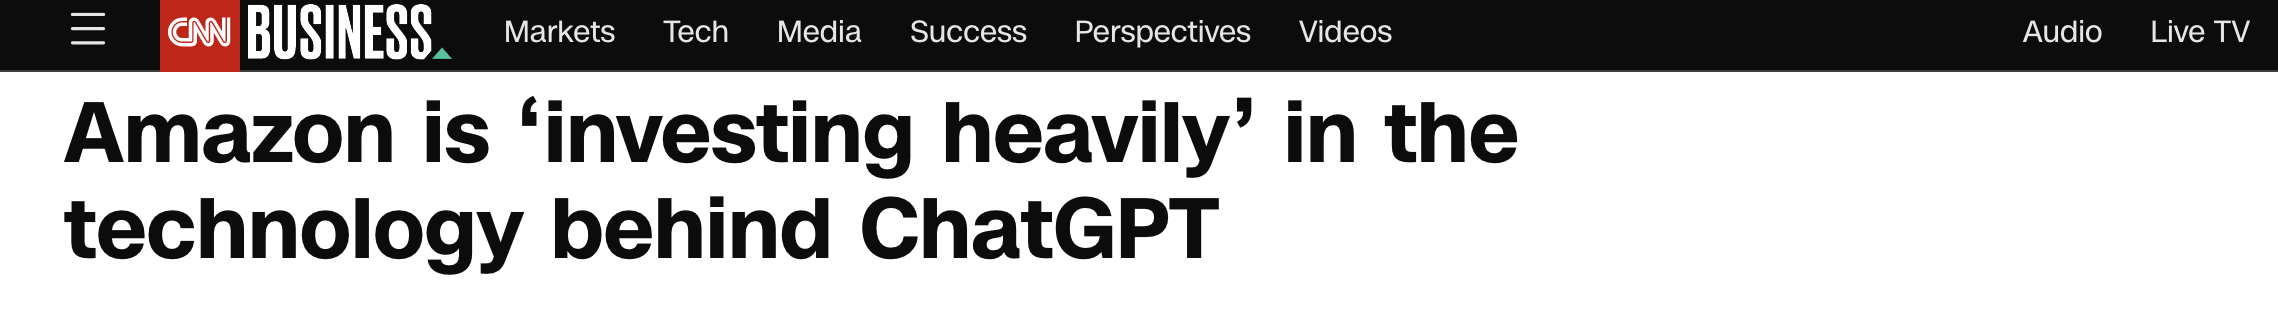 CNN BUSINESS Markets Tech Media Success Perspectives Videos Audio Live TV
Amazon is ‘investing heavily’ in the
technology behind ChatGPT